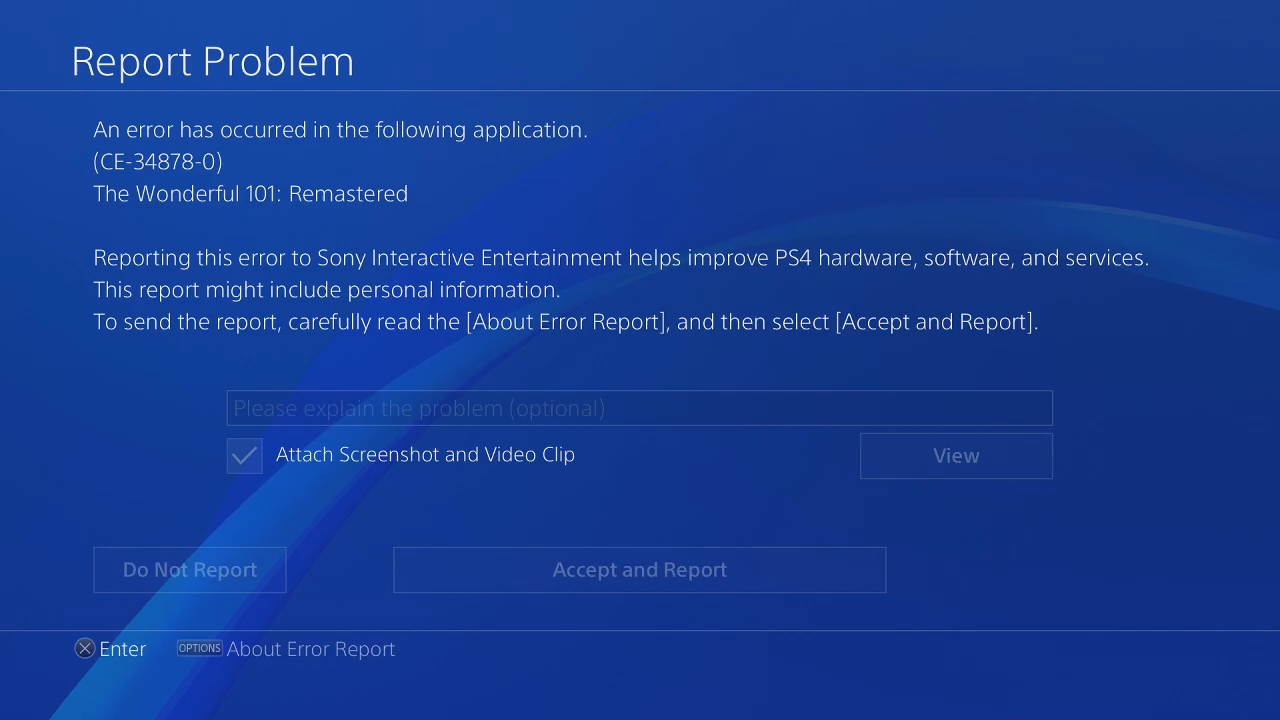 Report Problem
An error has occurred in the following application.
(CE-34878-0)
The Wonderful 101: Remastered
Reporting this error to Sony Interactive Entertainment helps improve PS4 hardware, software, and services.
This report might include personal information.
To send the report, carefully read the [About Error Report], and then select [Accept and Report].
Please explain the problem (optional)
Attach Screenshot and Video Clip
View
Do Not Report
Accept and Report
Enter
OPTIONS About Error Report